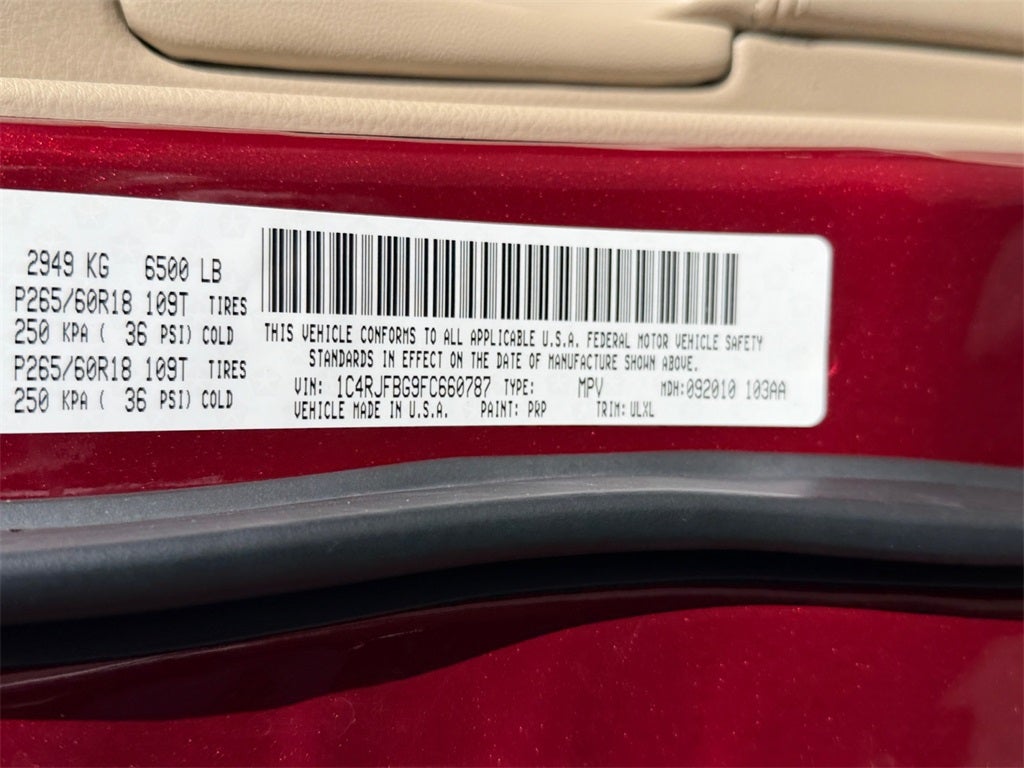 2949 KG 6500 LB
P265/60R18 109T TIRES
250 KPA ( 36 PSI) COLD
P265/60R18 109T TIRES
250 KPA ( 36 PSI) COLD
THIS VEHICLE CONFORMS TO ALL APPLICABLE U.S.A. FEDERAL MOTOR VEHICLE SAFETY
STANDARDS IN EFFECT ON THE DATE OF MANUFACTURE SHOWN ABOVE.
VIN: 1C4RJFBG9FC660787 TYPE: MPV MDH:092010 103AA
VEHICLE MADE IN U.S.A. PAINT: PRP TRIM: ULXL